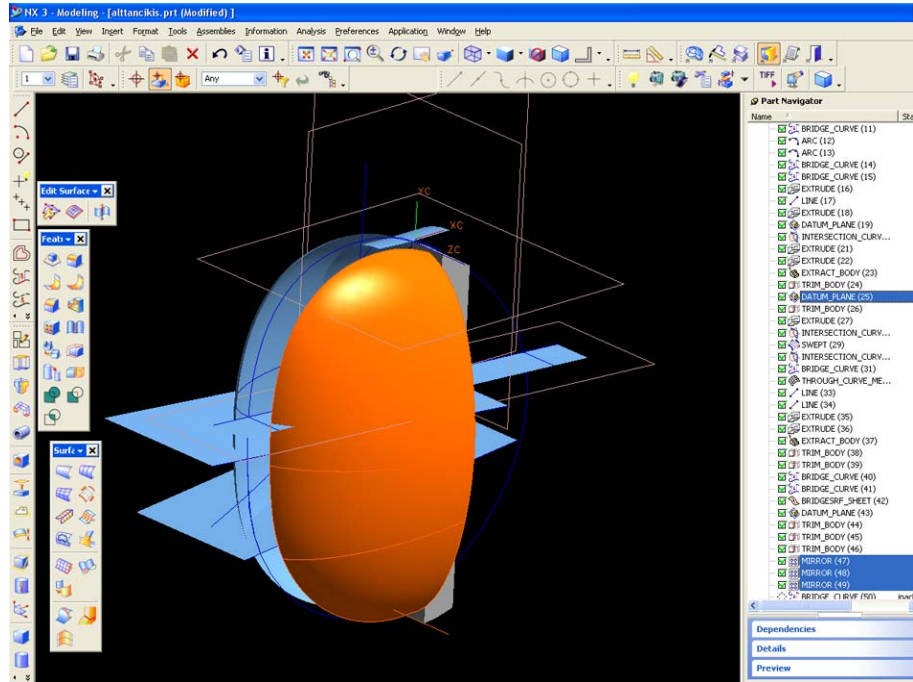 NX 3 - Modeling - [alttancikis.prt (Modified) ]
File Edit View Insert Format Tools Assemblies Information Analysis Preferences Application Window Help
1
Any
TIFF
Part Navigator
Name Sta
BRIDGE_CURVE (11)
ARC (12)
ARC (13)
BRIDGE_CURVE (14)
BRIDGE_CURVE (15)
EXTRUDE (16)
LINE (17)
EXTRUDE (18)
DATUM_PLANE (19)
INTERSECTION_CURV...
EXTRUDE (21)
EXTRUDE (22)
EXTRACT_BODY (23)
TRIM_BODY (24)
DATUM_PLANE (25)
TRIM_BODY (26)
EXTRUDE (27)
INTERSECTION_CURV...
SWEPT (29)
INTERSECTION_CURV...
BRIDGE_CURVE (31)
THROUGH_CURVE_ME...
LINE (33)
LINE (34)
EXTRUDE (35)
EXTRUDE (36)
EXTRACT_BODY (37)
TRIM_BODY (38)
TRIM_BODY (39)
BRIDGE_CURVE (40)
BRIDGE_CURVE (41)
BRIDGESRF_SHEET (42)
DATUM_PLANE (43)
TRIM_BODY (44)
TRIM_BODY (45)
TRIM_BODY (46)
MIRROR (47)
MIRROR (48)
MIRROR (49)
BRIDGE_CURVE (50) inac
Dependencies
Details
Preview
Edit Surface
Featu
Surfa
YC
XC
ZC